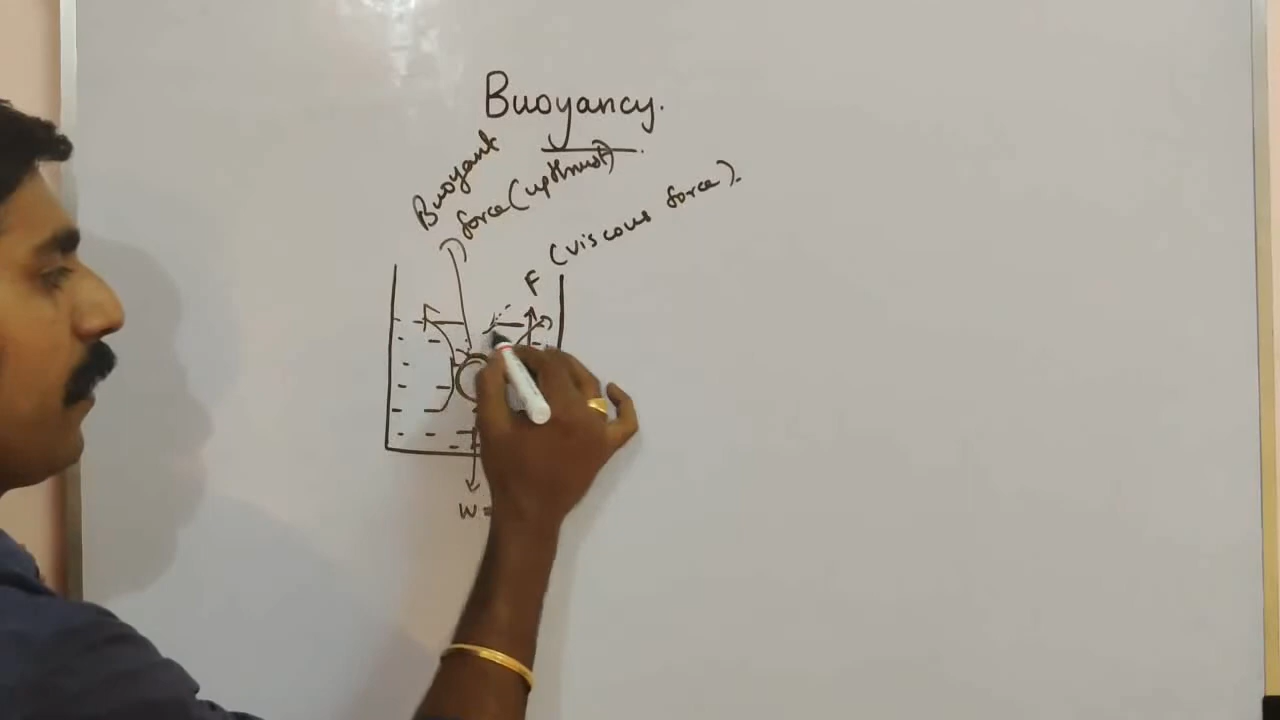 Buoyancy.
Buoyant
force (upthrust)
(viscous force).
F
W =